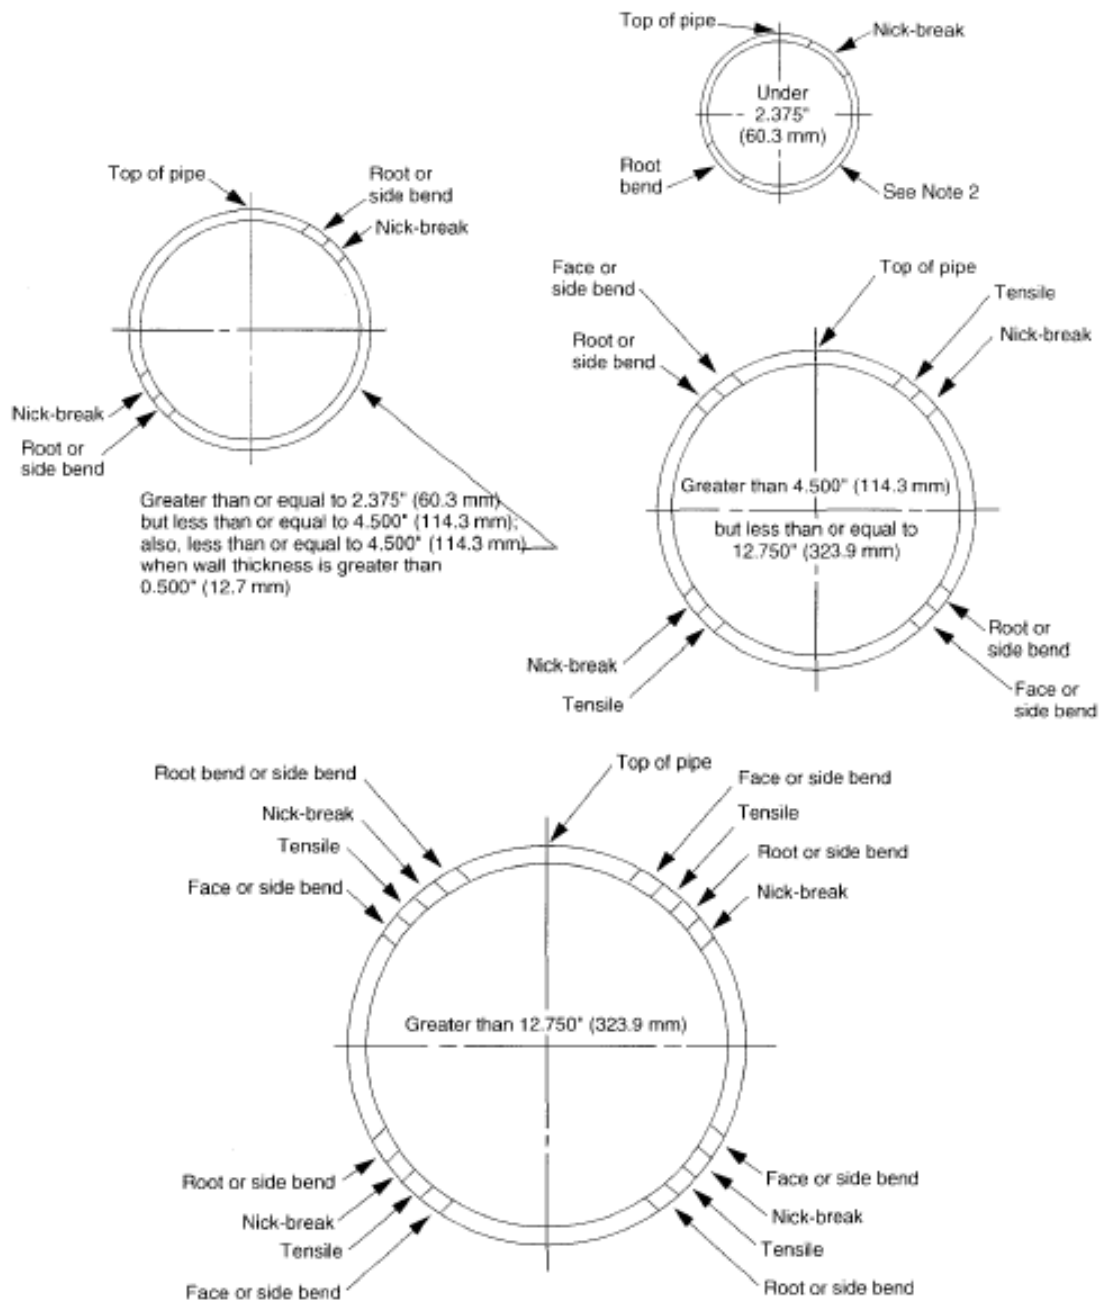 Top of pipe
Nick-break
Under
2.375"
(60.3 mm)
Root
bend
See Note 2
Top of pipe
Root or
side bend
Nick-break
Nick-break
Root or
side bend
Greater than or equal to 2.375" (60.3 mm)
but less than or equal to 4.500" (114.3 mm);
also, less than or equal to 4.500" (114.3 mm)
when wall thickness is greater than
0.500" (12.7 mm)
Face or
side bend
Top of pipe
Tensile
Root or
side bend
Nick-break
Greater than 4.500" (114.3 mm)
but less than or equal to
12.750" (323.9 mm)
Nick-break
Tensile
Root or
side bend
Face or
side bend
Root bend or side bend
Nick-break
Tensile
Face or side bend
Top of pipe
Face or side bend
Tensile
Root or side bend
Nick-break
Greater than 12.750" (323.9 mm)
Root or side bend
Nick-break
Tensile
Face or side bend
Face or side bend
Nick-break
Tensile
Root or side bend